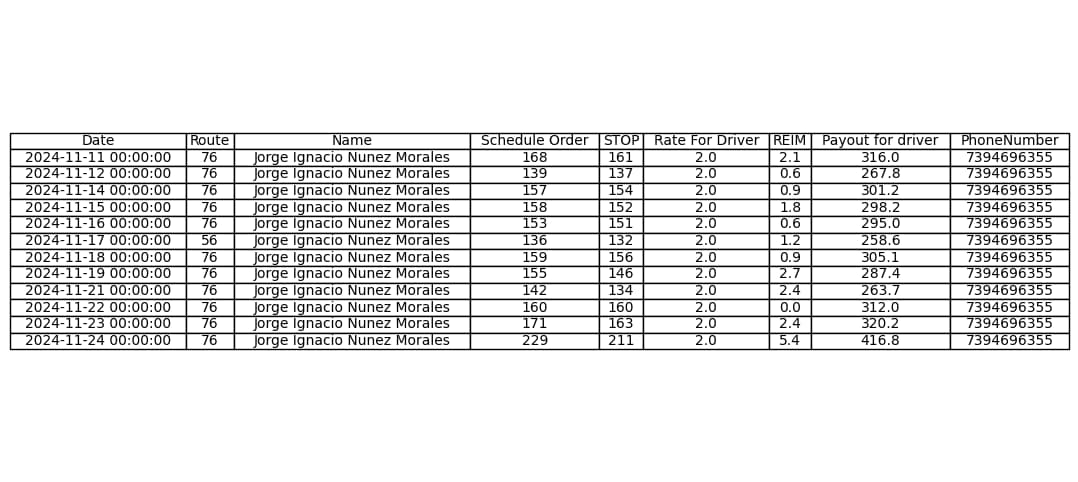 Date Route Name Schedule Order STOP Rate For Driver REIM Payout for driver PhoneNumber
2024-11-11 00:00:00 76 Jorge Ignacio Nunez Morales 168 161 2.0 2.1 316.0 7394696355
2024-11-12 00:00:00 76 Jorge Ignacio Nunez Morales 139 137 2.0 0.6 267.8 7394696355
2024-11-14 00:00:00 76 Jorge Ignacio Nunez Morales 157 154 2.0 0.9 301.2 7394696355
2024-11-15 00:00:00 76 Jorge Ignacio Nunez Morales 158 152 2.0 1.8 298.2 7394696355
2024-11-16 00:00:00 76 Jorge Ignacio Nunez Morales 153 151 2.0 0.6 295.0 7394696355
2024-11-17 00:00:00 56 Jorge Ignacio Nunez Morales 136 132 2.0 1.2 258.6 7394696355
2024-11-18 00:00:00 76 Jorge Ignacio Nunez Morales 159 156 2.0 0.9 305.1 7394696355
2024-11-19 00:00:00 76 Jorge Ignacio Nunez Morales 155 146 2.0 2.7 287.4 7394696355
2024-11-21 00:00:00 76 Jorge Ignacio Nunez Morales 142 134 2.0 2.4 263.7 7394696355
2024-11-22 00:00:00 76 Jorge Ignacio Nunez Morales 160 160 2.0 0.0 312.0 7394696355
2024-11-23 00:00:00 76 Jorge Ignacio Nunez Morales 171 163 2.0 2.4 320.2 7394696355
2024-11-24 00:00:00 76 Jorge Ignacio Nunez Morales 229 211 2.0 5.4 416.8 7394696355